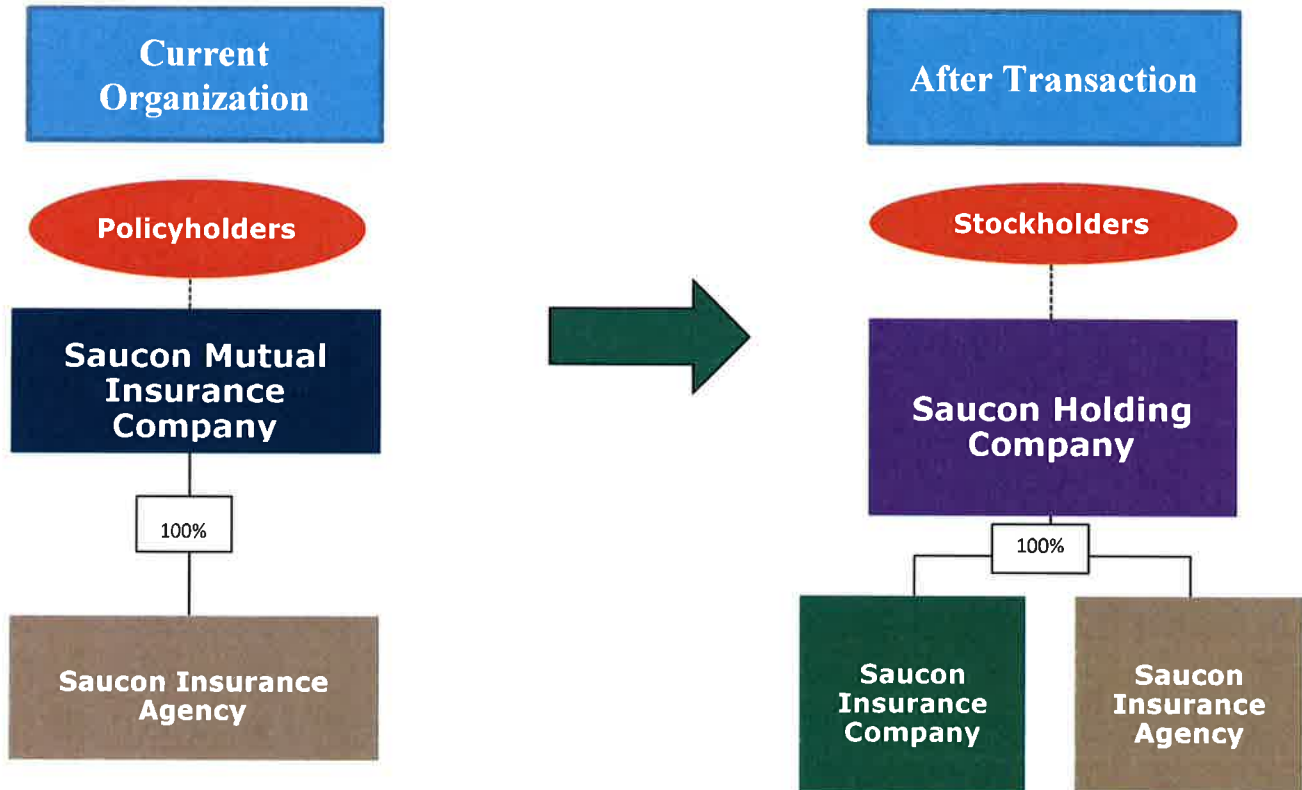 Current
Organization
After Transaction
Policyholders
Stockholders
Saucon Mutual
Insurance
Company
Saucon Holding
Company
100%
100%
Saucon Insurance
Agency
Saucon
Insurance
Company
Saucon
Insurance
Agency